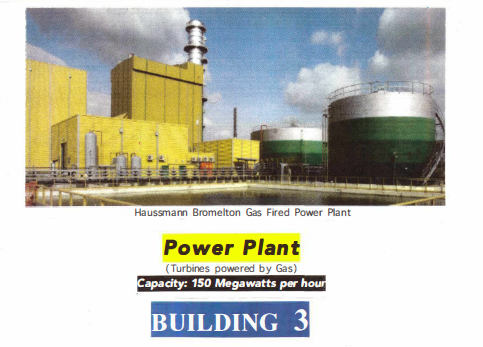 Haussmann Bromelton Gas Fired Power Plant
Power Plant
(Turbines powered by Gas)
Capacity: 150 Megawatts per hour
BUILDING 3